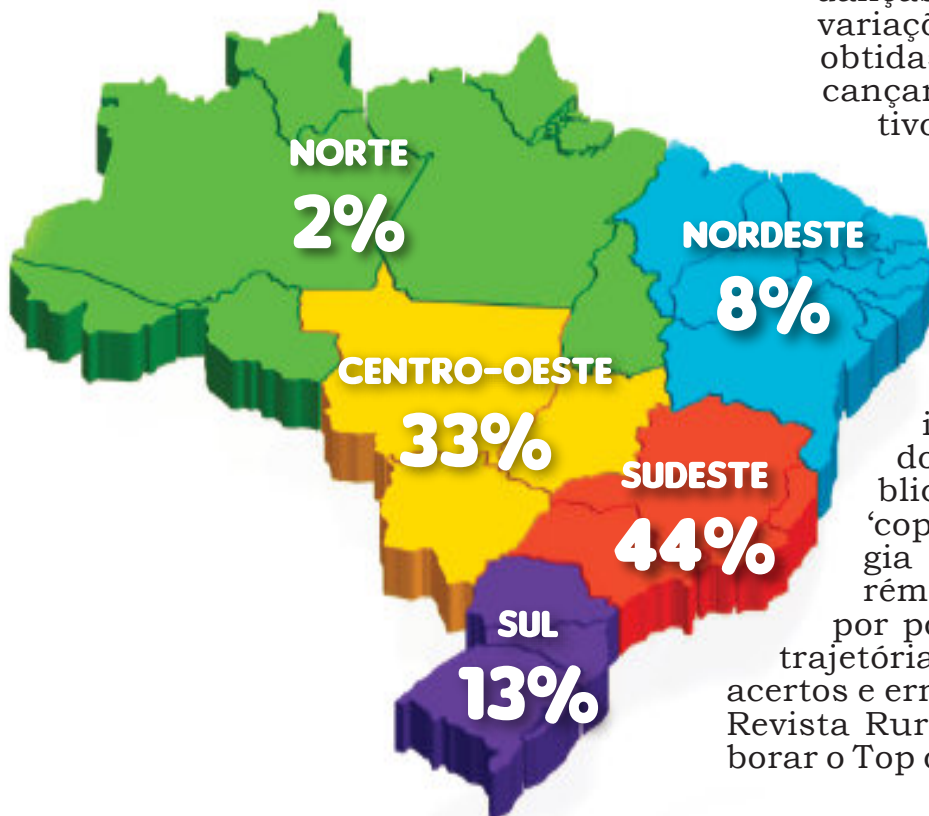 NORTE
2%
NORDESTE
8%
CENTRO-OESTE
33%
SUDESTE
44%
SUL
13%
variaçõ
obtida
cançar
tivo
i
do
blic
‘cop
gia
rém
por po
trajetória
acertos e err
Revista Rur
borar o Top d